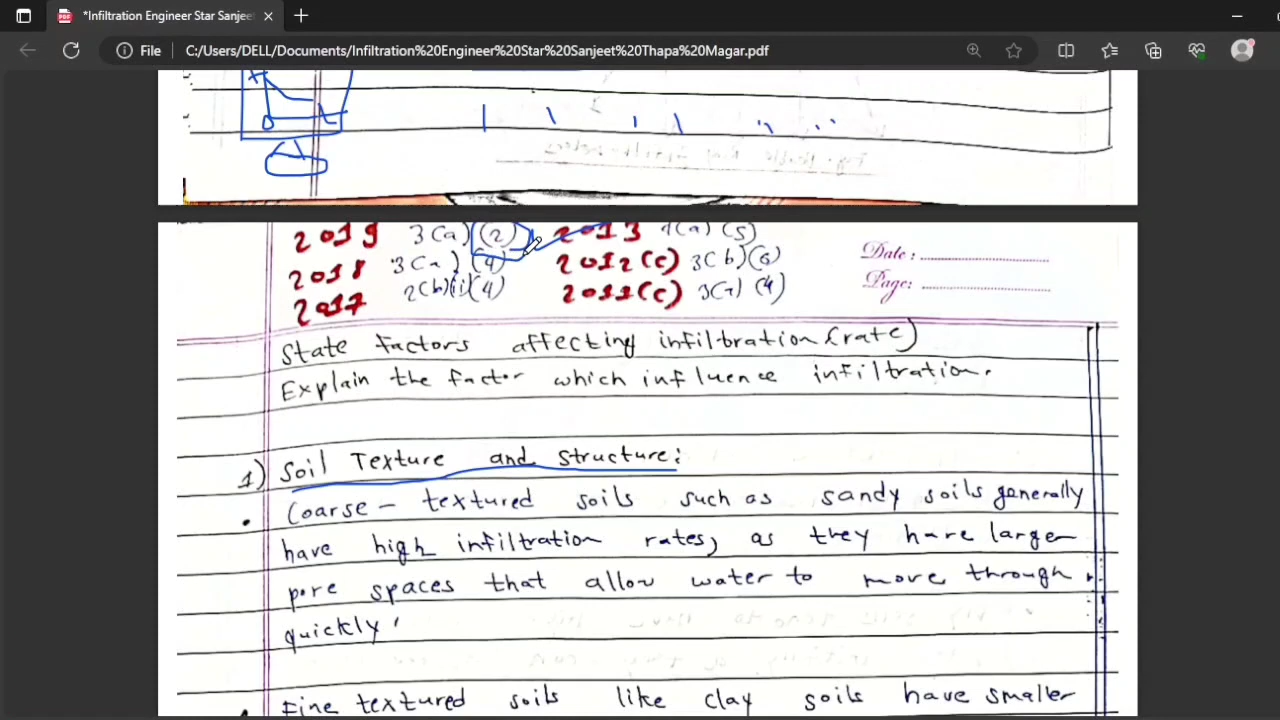 *Infiltration Engineer Star Sanjee
File
C:/Users/DELL/Documents/Infiltration%20Engineer%20Star%20Sanjeet%20Thapa%20Magar.pdf
2019 3(a) (2) 2013 1(a) (5)
2018 3(a) (4) 2012(c) 3(b) (6)
2017 2(b)(i) (4) 2011(c) 3(a) (4)
Date:
Page:
State factors affecting infiltration (rate)
Explain the factor which influence infiltration.
1) Soil Texture and structure:
Coarse - textured soils such as sandy soils generally
have high infiltration rates, as they have larger
pore spaces that allow water to move through
quickly.
Fine textured soils like clay soils have smaller